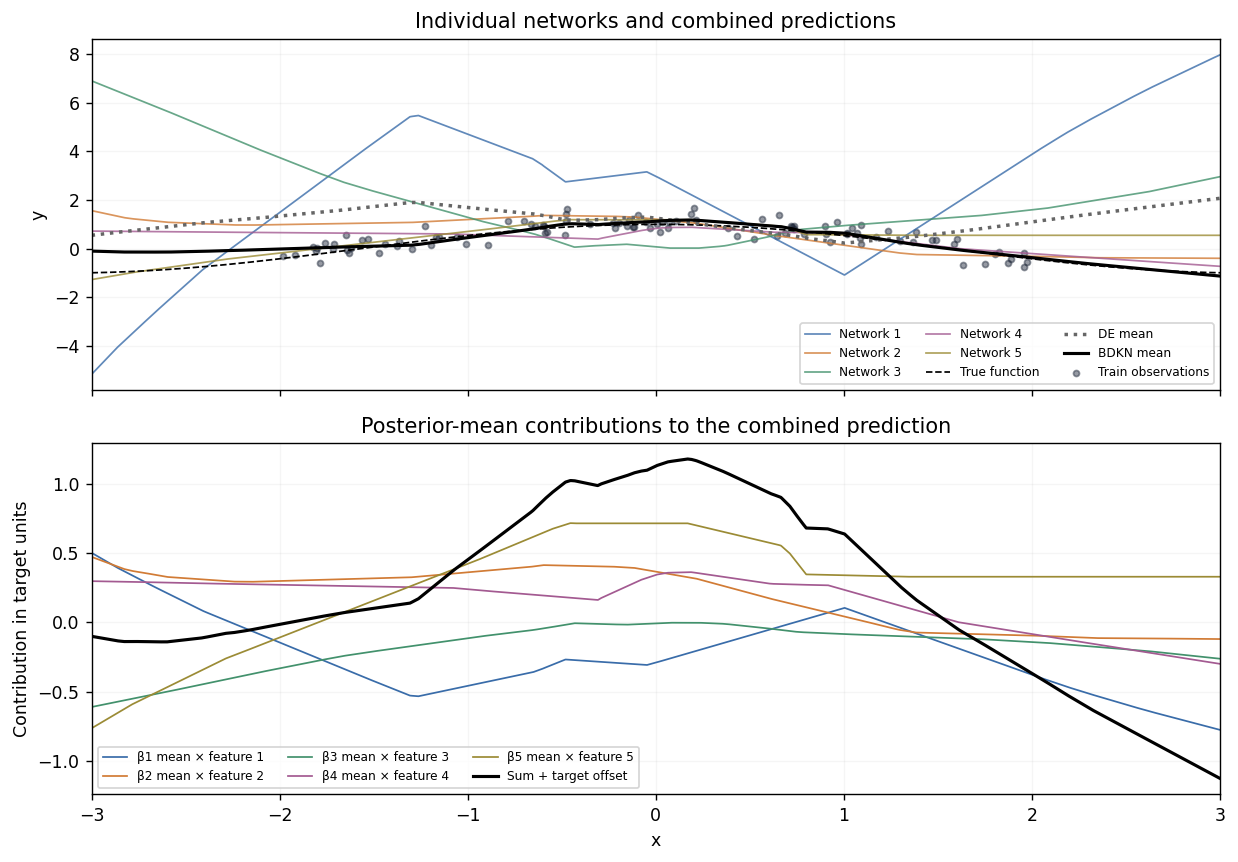 Individual networks and combined predictions
8
6
4
2
0
−2
−4
y
Network 1
Network 2
Network 3
Network 4
Network 5
True function
DE mean
BDKN mean
Train observations
Posterior-mean contributions to the combined prediction
1.0
0.5
0.0
−0.5
−1.0
Contribution in target units
β1 mean × feature 1
β2 mean × feature 2
β3 mean × feature 3
β4 mean × feature 4
β5 mean × feature 5
Sum + target offset
−3
−2
−1
0
1
2
3
x